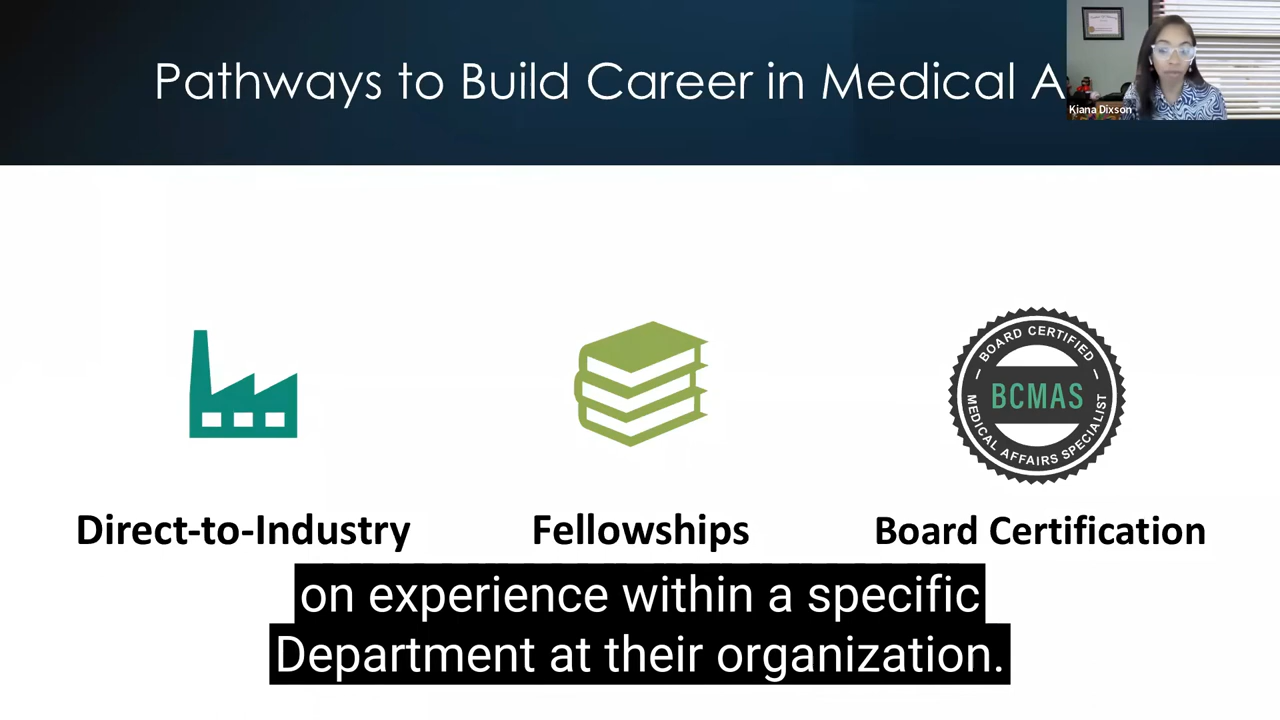 Pathways to Build Career in Medical A
Kiana Dixson
BOARD CERTIFIED
BCMAS
MEDICAL AFFAIRS SPECIALIST
Direct-to-Industry
Fellowships
Board Certification
on experience within a specific
Department at their organization.